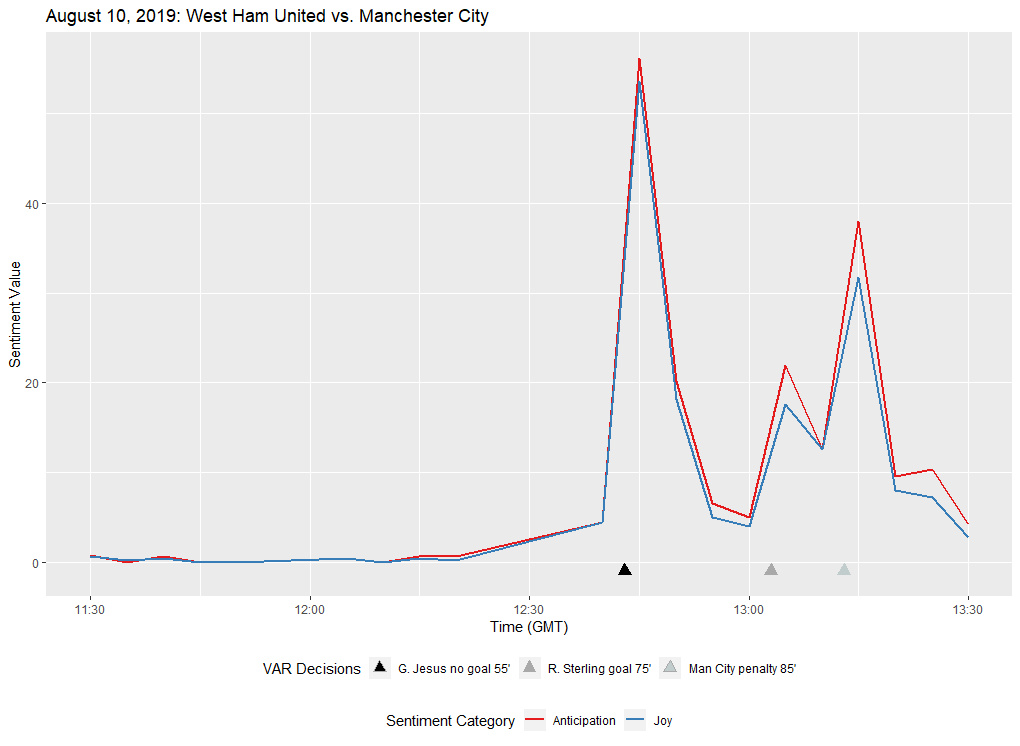 August 10, 2019: West Ham United vs. Manchester City
Sentiment Value
40
20
0
11:30 12:00 12:30 13:00 13:30
Time (GMT)
VAR Decisions G. Jesus no goal 55' R. Sterling goal 75' Man City penalty 85'
Sentiment Category Anticipation Joy